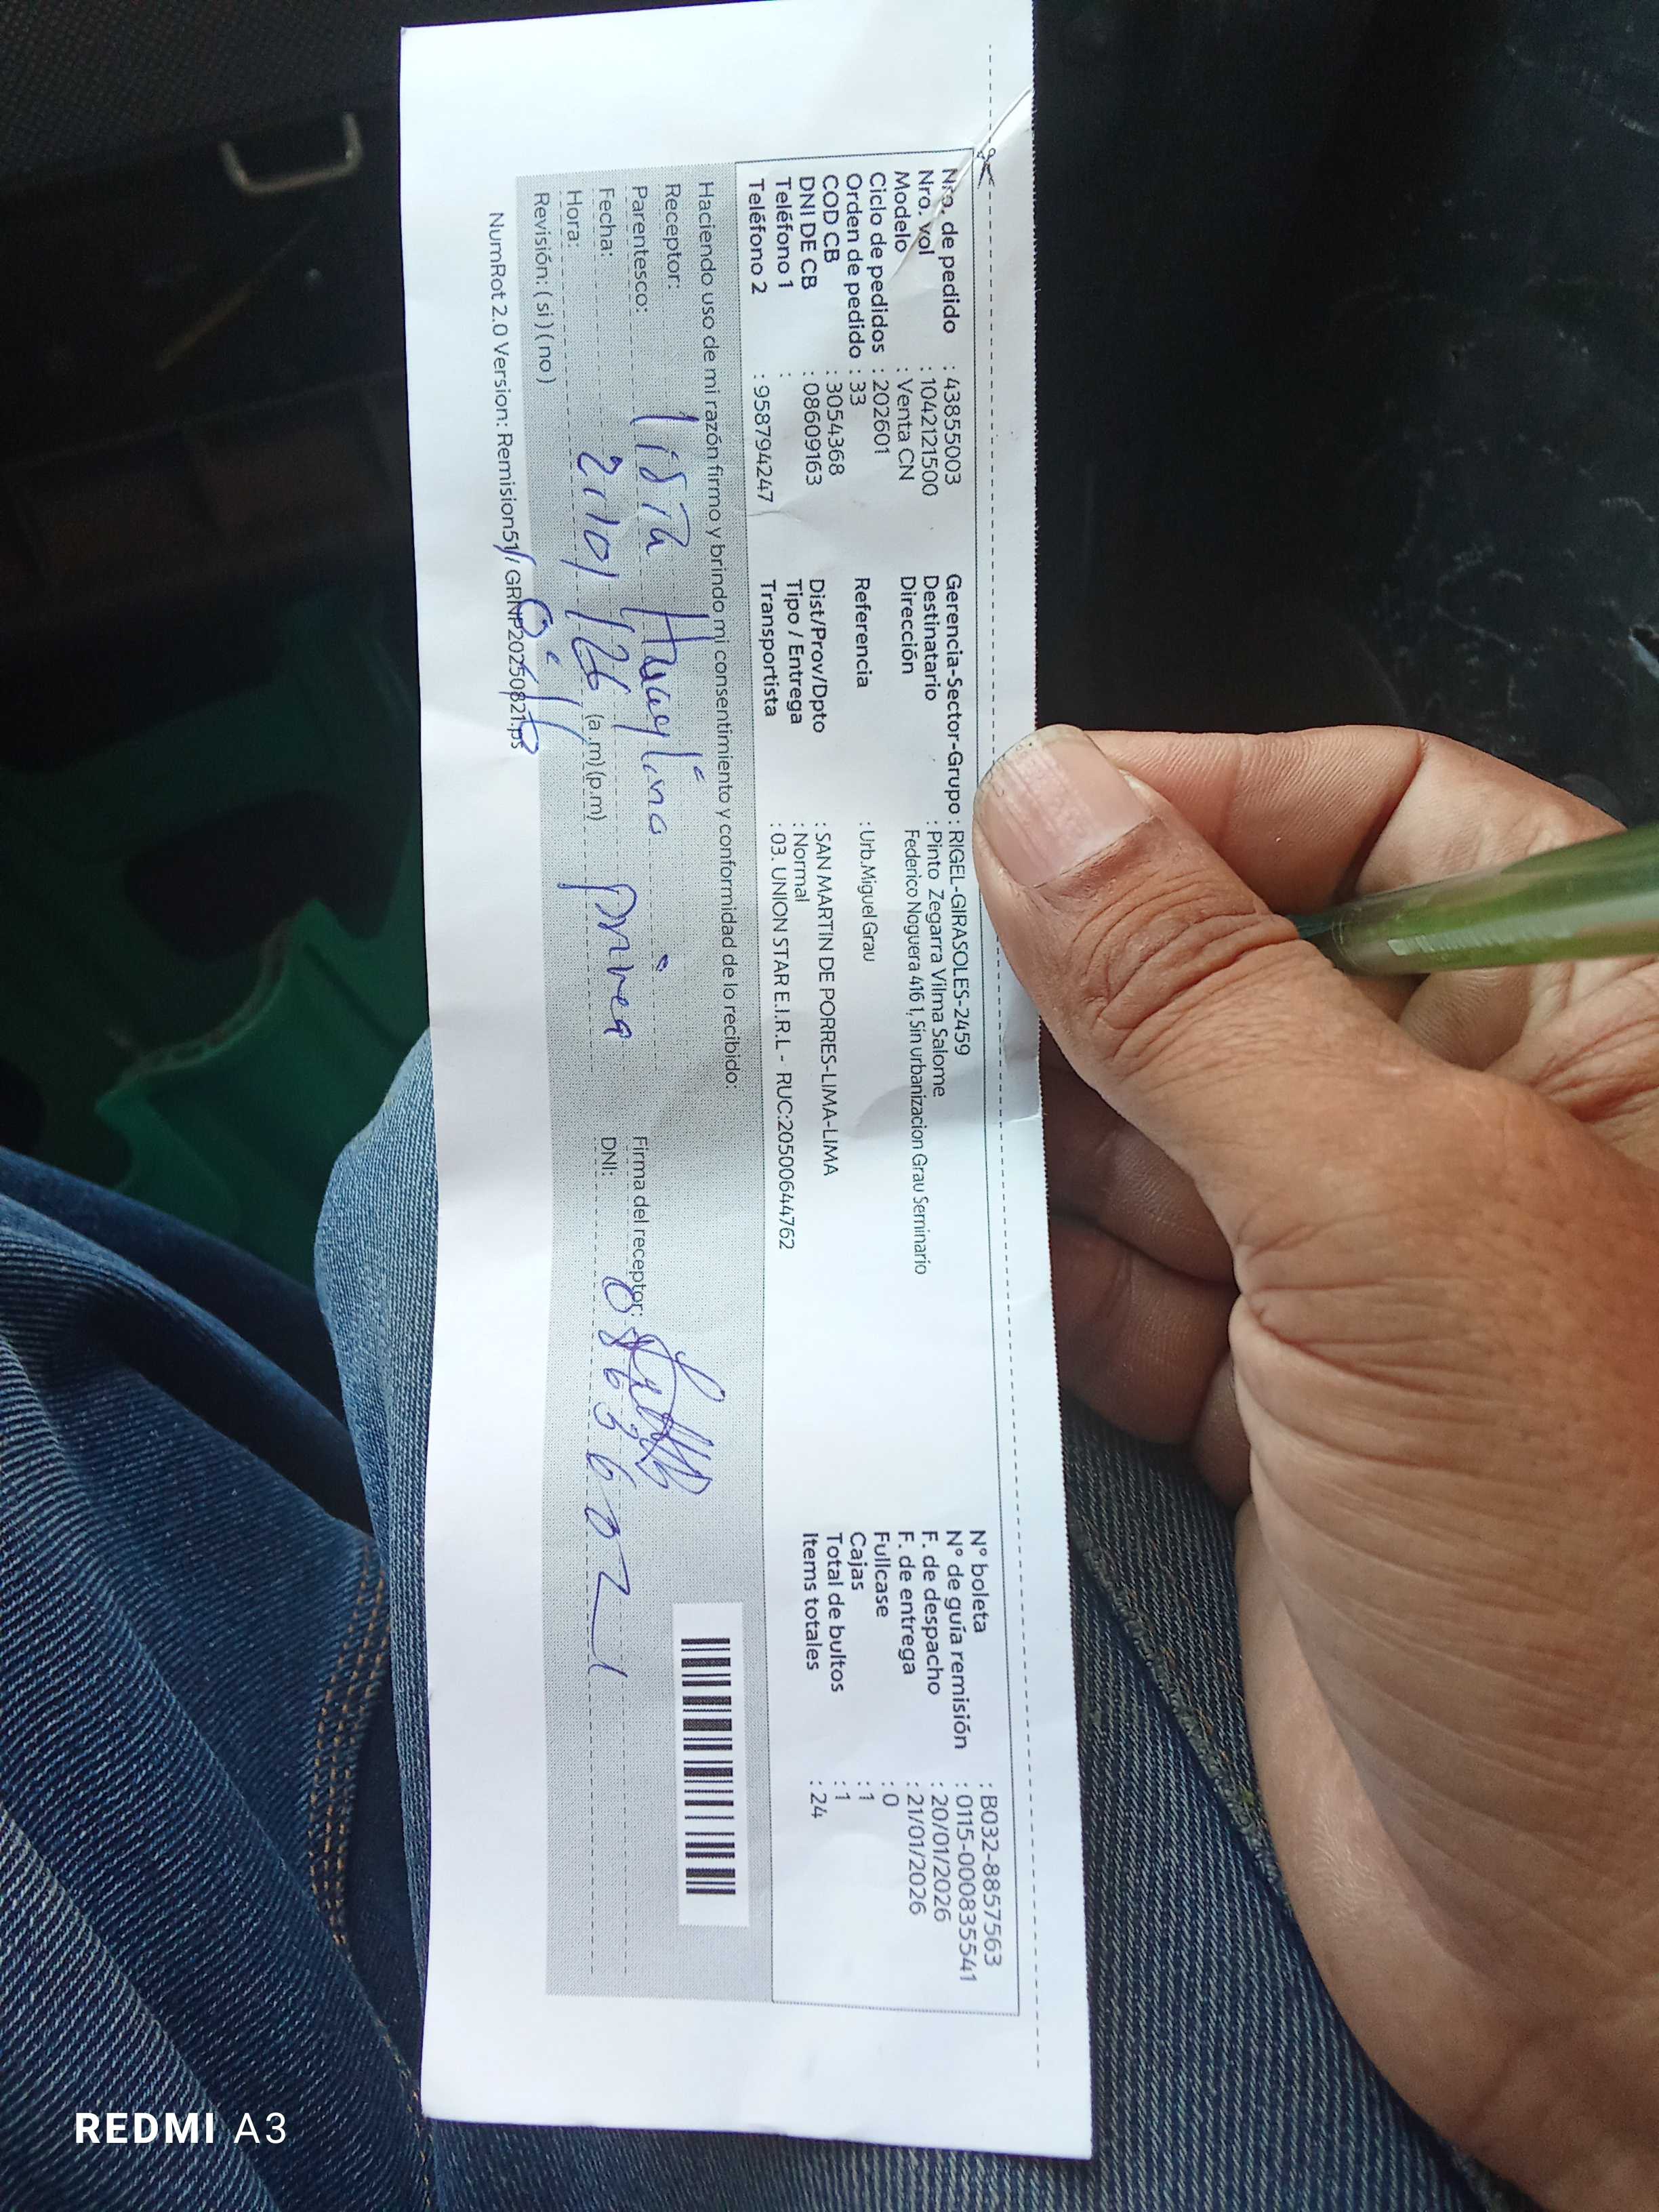 Nro. de pedido : 43855003
Nro. vol : 1042121500
Modelo : Venta CN
Ciclo de pedidos : 202601
Orden de pedido : 33
COD CB : 3054368
DNI DE CB : 08609163
Teléfono 1 :
Teléfono 2 : 958794247
Gerencia-Sector-Grupo : RIGEL-GIRASOLES-2459
Destinatario : Pinto Zegarra Vilma Salome
Dirección Federico Noguera 416 1, Sin urbanizacion Grau Seminario
Referencia : Urb.Miguel Grau
Dist/Prov/Dpto : SAN MARTIN DE PORRES-LIMA-LIMA
Tipo / Entrega : Normal
Transportista : 03. UNION STAR E.I.R.L - RUC:20500644762
N° boleta : B032-8857563
N° de guía remisión : 0115-0008355541
F. de despacho : 20/01/2026
F. de entrega : 21/01/2026
Fullcase : 0
Cajas : 1
Total de bultos : 1
Items totales : 24
Haciendo uso de mi razón firmo y brindo mi consentimiento y conformidad de lo recibido:
Receptor:
Parentesco:
Fecha: 21/01/26
Hora: (a.m)(p.m)
Revisión: ( si ) ( no )
Firma del receptor:
DNI: 08636021
NumRot 2.0 Version: Remision51/ GRNP20250821.ps
REDMI A3